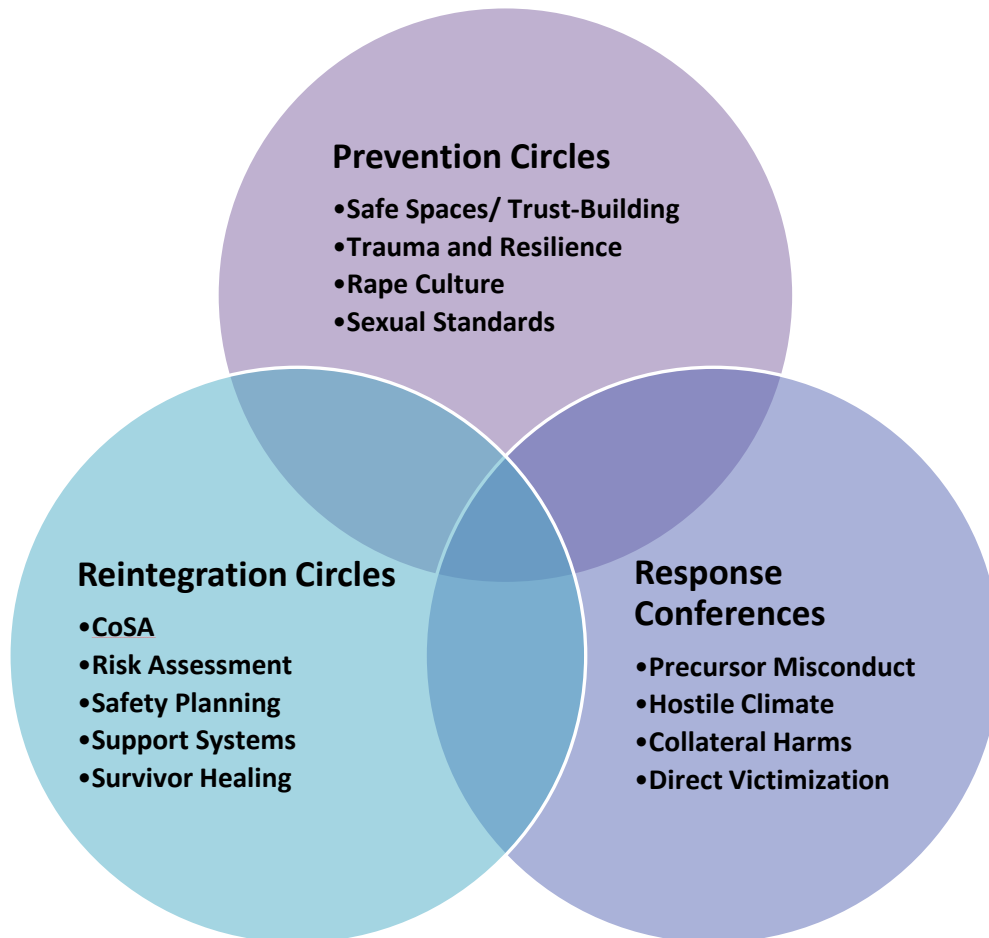 Prevention Circles
•Safe Spaces/ Trust-Building
•Trauma and Resilience
•Rape Culture
•Sexual Standards
Reintegration Circles
•CoSA
•Risk Assessment
•Safety Planning
•Support Systems
•Survivor Healing
Response
Conferences
•Precursor Misconduct
•Hostile Climate
•Collateral Harms
•Direct Victimization